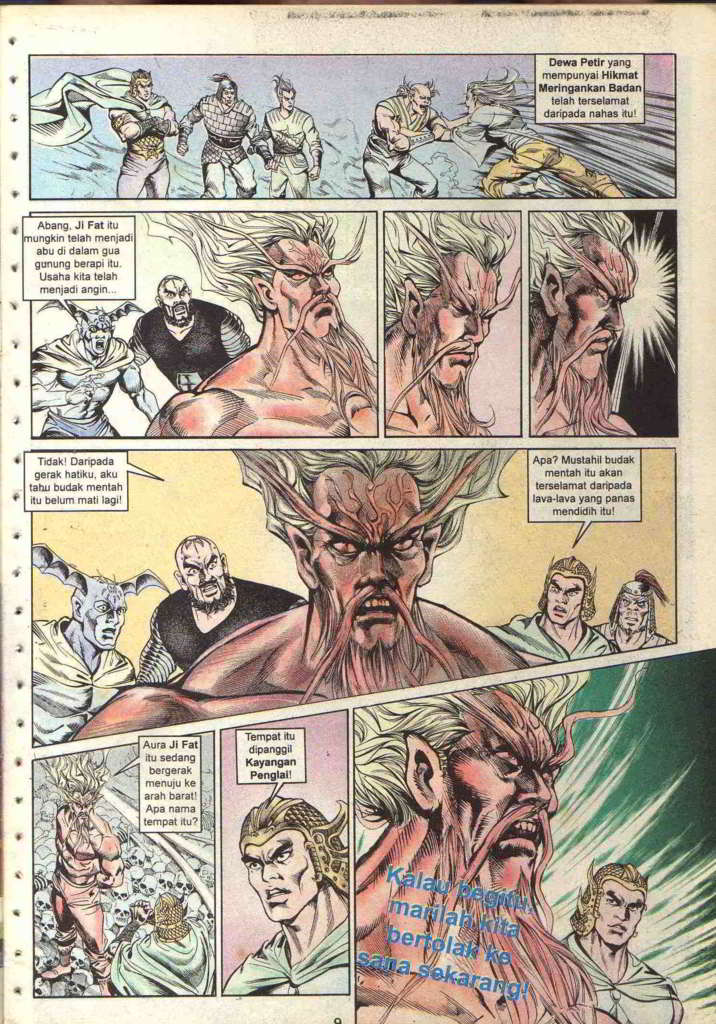 Dewa Petir yang
mempunyai Hikmat
Meringankan Badan
telah terselamat
daripada nahas itu!
Abang, Ji Fat itu
mungkin telah menjadi
abu di dalam gua
gunung berapi itu.
Usaha kita telah
menjadi angin...
Tidak! Daripada
gerak hatiku, aku
tahu budak mentah
itu belum mati lagi!
Apa? Mustahil budak
mentah itu akan
terselamat daripada
lava-lava yang panas
mendidih itu!
Aura Ji Fat
itu sedang
bergerak
menuju ke
arah barat!
Apa nama
tempat itu?
Tempat itu
dipanggil
Kayangan
Penglai!
Kalau begitu,
marilah kita
bertolak ke
sana sekarang!
9